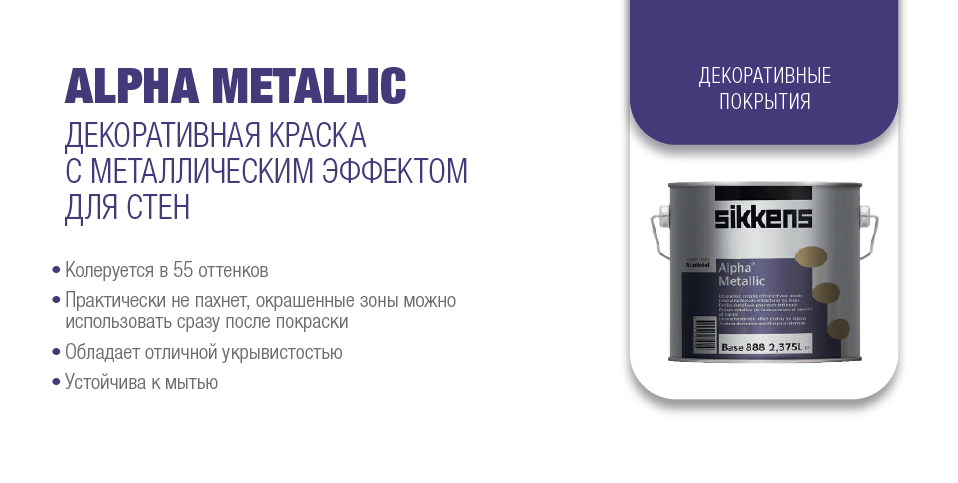 ALPHA METALLIC
ДЕКОРАТИВНАЯ КРАСКА
С МЕТАЛЛИЧЕСКИМ ЭФФЕКТОМ
ДЛЯ СТЕН
• Колеруется в 55 оттенков
• Практически не пахнет, окрашенные зоны можно
использовать сразу после покраски
• Обладает отличной укрывистостью
• Устойчива к мытью
ДЕКОРАТИВНЫЕ
ПОКРЫТИЯ
sikkens
AkzoNobel
Alpha®
Metallic
Base 888 2,375L